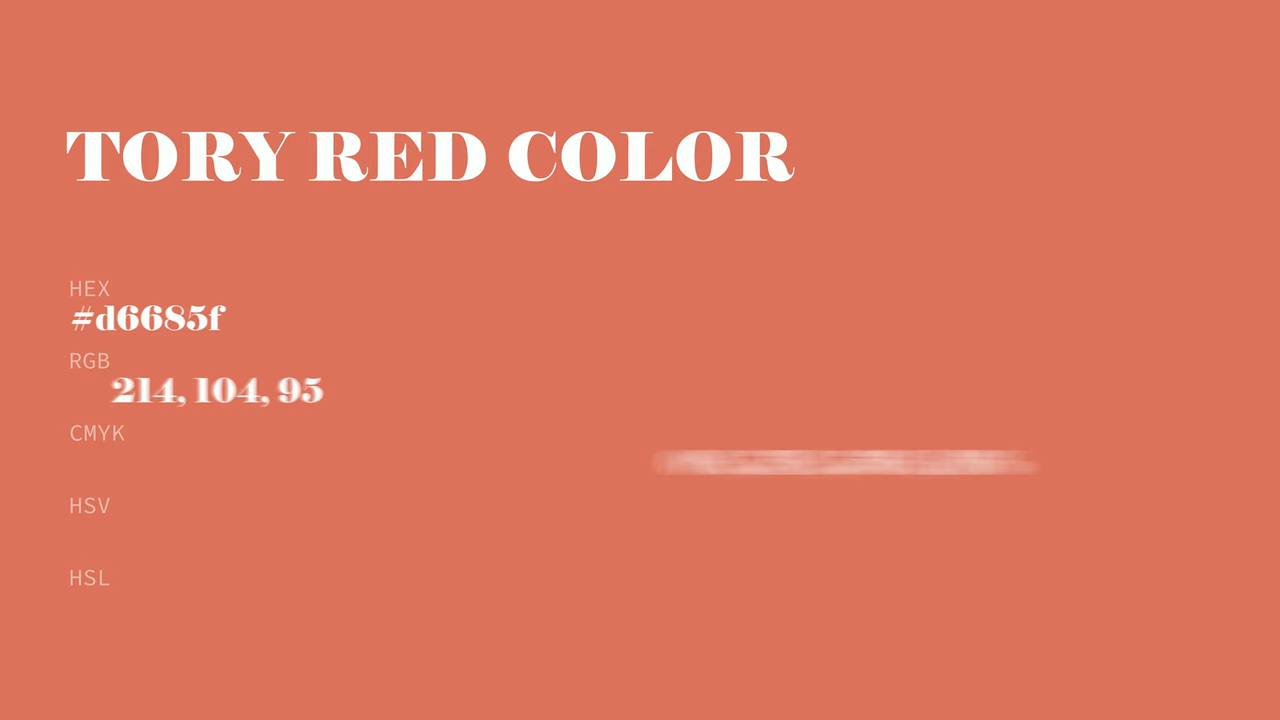 TORY RED COLOR
HEX
#d6685f
RGB
214, 104, 95
CMYK
HSV
HSL